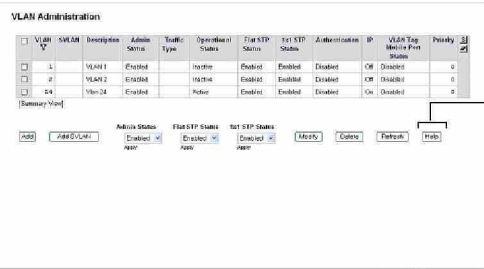 VLAN Administration
VLAN SVLAN Description Admin Status Traffic Type Operational Status Flat STP Status 1x1 STP Status Authentication IP VLAN Tag Mobile Port Status Priority
1 VLAN 1 Enabled Inactive Enabled Enabled Disabled Off Disabled 0
2 VLAN 2 Enabled Inactive Enabled Enabled Disabled Off Disabled 0
24 Vlan 24 Enabled Active Enabled Enabled Disabled On Disabled 0
[Summary View]
Admin Status Flat STP Status 1x1 STP Status
Add Add SVLAN Enabled Enabled Enabled Modify Delete Refresh Help
Apply Apply Apply